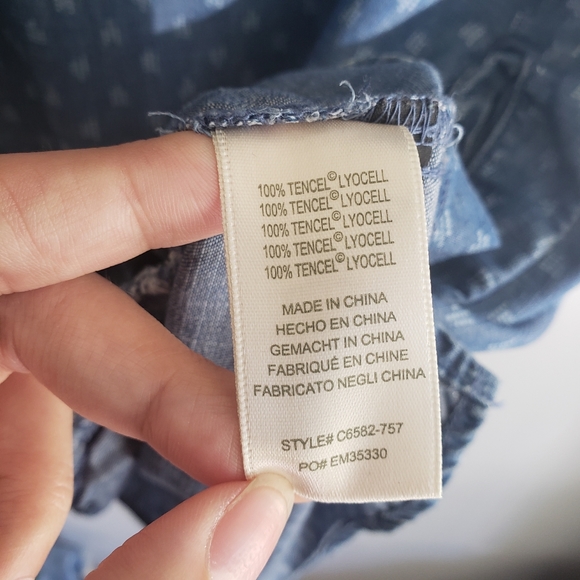 100% TENCEL© LYOCELL
100% TENCEL© LYOCELL
100% TENCEL© LYOCELL
100% TENCEL© LYOCELL
100% TENCEL© LYOCELL
MADE IN CHINA
HECHO EN CHINA
GEMACHT IN CHINA
FABRIQUÉ EN CHINE
FABRICATO NEGLI CHINA
STYLE# C6582-757
PO# EM35330